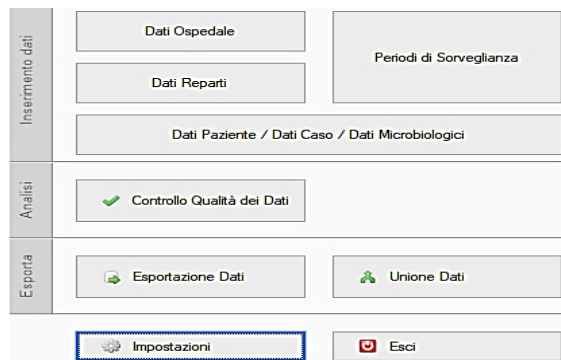 Inserimento dati
Dati Ospedale
Periodi di Sorveglianza
Dati Reparti
Dati Paziente / Dati Caso / Dati Microbiologici
Analisi
Controllo Qualità dei Dati
Esporta
Esportazione Dati
Unione Dati
Impostazioni
Esci